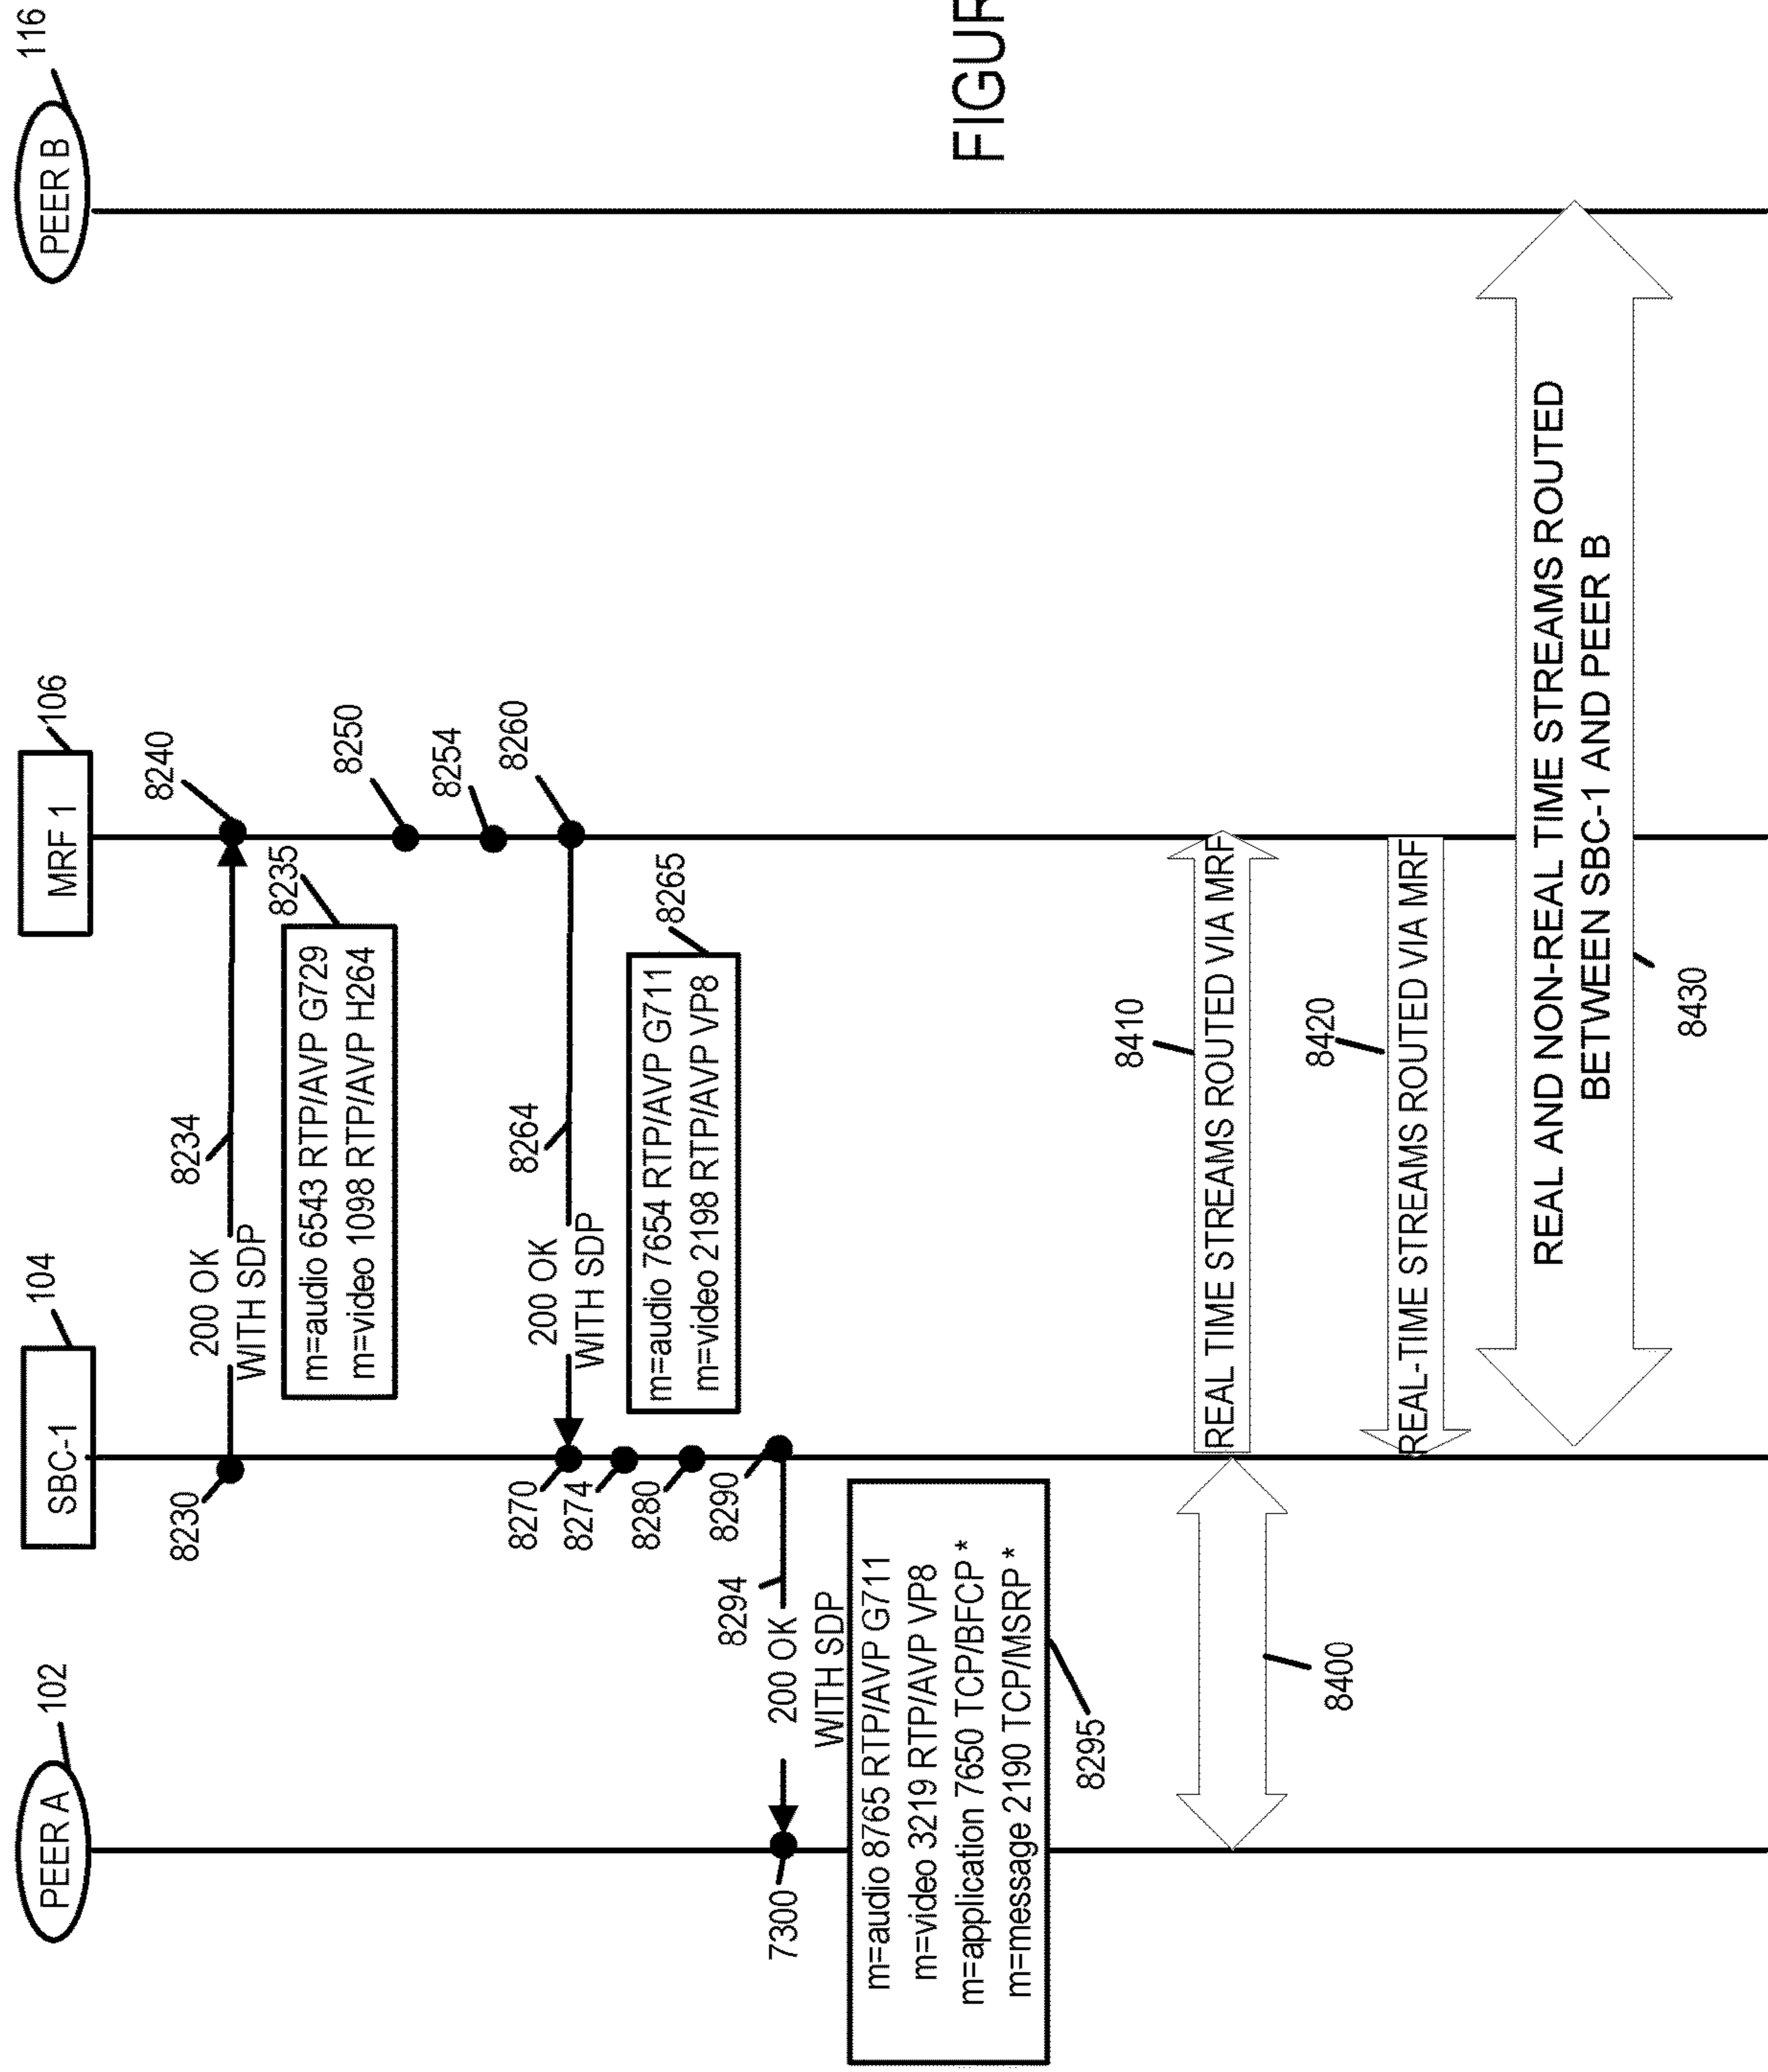 PEER A
102
SBC-1
104
MRF 1
106
PEER B
116
8230
200 OK
WITH SDP
8234
8240
8235
m=audio 6543 RTP/AVP G729
m=video 1098 RTP/AVP H264
8250
8254
8260
8264
200 OK
WITH SDP
8265
m=audio 7654 RTP/AVP G711
m=video 2198 RTP/AVP VP8
8270
8274
8280
8290
8294
200 OK
WITH SDP
7300
m=audio 8765 RTP/AVP G711
m=video 3219 RTP/AVP VP8
m=application 7650 TCP/BFCP *
m=message 2190 TCP/MSRP *
8295
8400
8410
REAL TIME STREAMS ROUTED VIA MRF
8420
REAL-TIME STREAMS ROUTED VIA MRF
REAL AND NON-REAL TIME STREAMS ROUTED
BETWEEN SBC-1 AND PEER B
8430